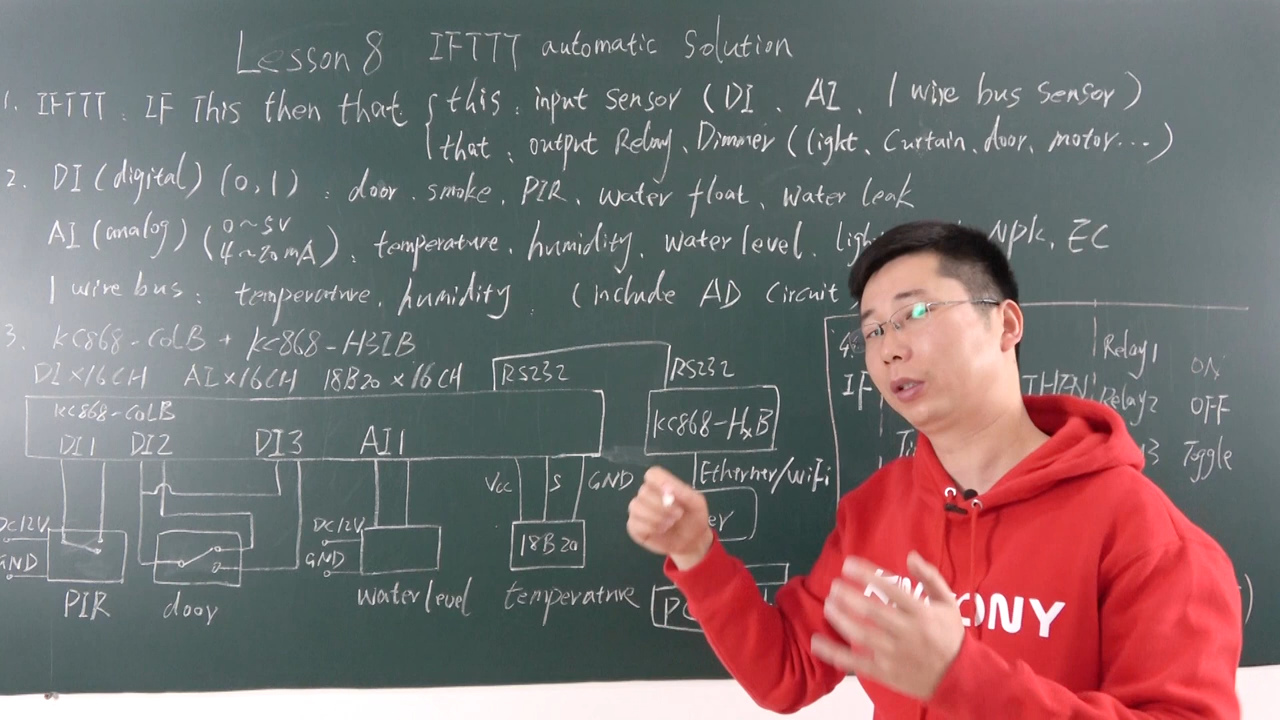 Lesson 8 IFTTT automatic Solution
1. IFTTT: IF This then that { this: input sensor (DI、AI、1 wire bus sensor)
that: output Relay、Dimmer (light、Curtain、door、motor...)
2. DI (digital) (0,1): door、smoke、PIR、water float、water leak
AI (analog) (0~5V 4~20mA): temperature、humidity、water level、 Npk、EC
1 wire bus: temperature、humidity (include AD Circuit
3. KC868-COLB + KC868-H32B
DI×16CH AI×16CH 18B20×16CH
RS232 RS232
KC868-COLB
KC868-HxB
DI1 DI2 DI3 AI1
Vcc S GND
Ethernet/WiFi
DC12V
GND
DC12V
GND
18B20
PIR door water level temperature
IF THEN
Relay1 ON
Relay2 OFF
Toggle